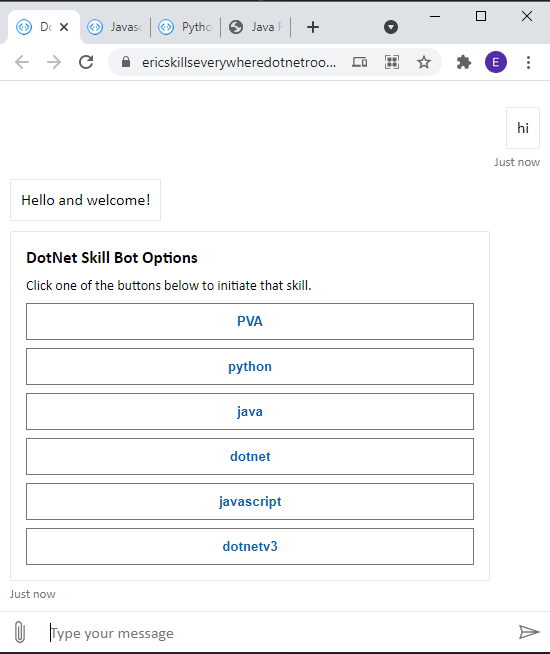 Do
Javasc
Pytho
Java F
ericskillseverywheredotnetroo...
E
hi
Just now
Hello and welcome!
DotNet Skill Bot Options
Click one of the buttons below to initiate that skill.
PVA
python
java
dotnet
javascript
dotnetv3
Just now
Type your message